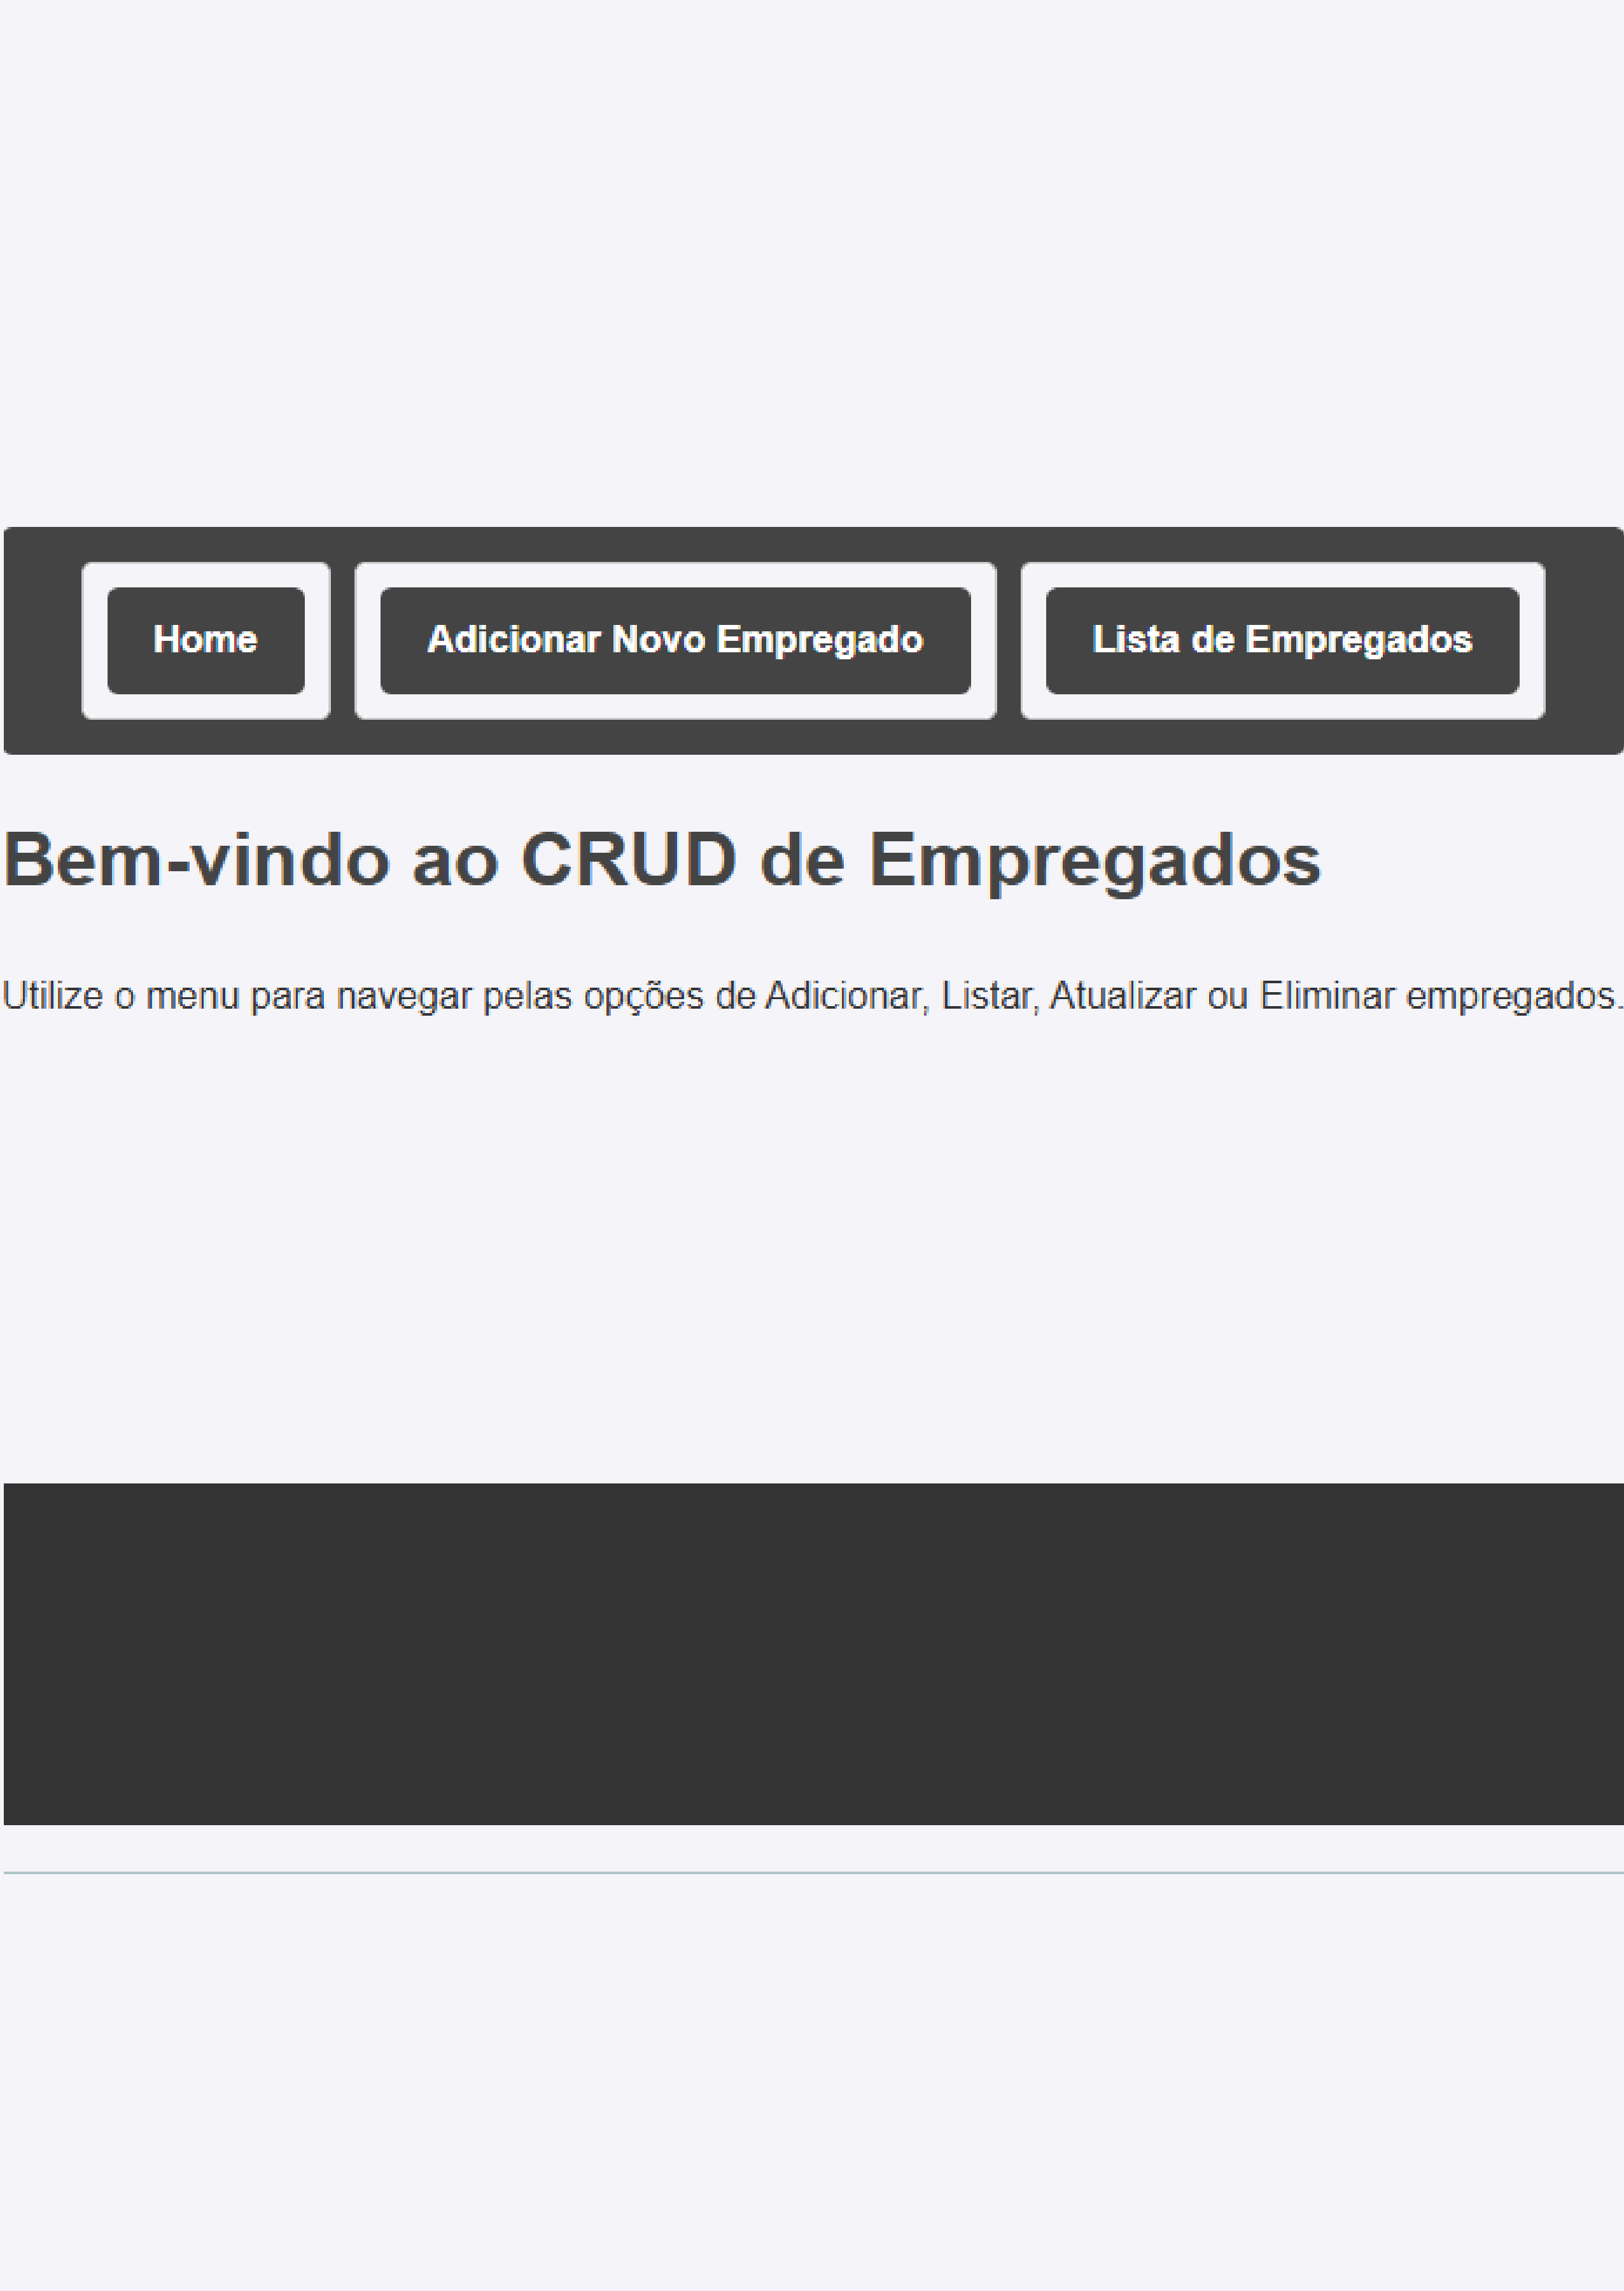 Home
Adicionar Novo Empregado
Lista de Empregados
Bem-vindo ao CRUD de Empregados
Utilize o menu para navegar pelas opções de Adicionar, Listar, Atualizar ou Eliminar empregados.